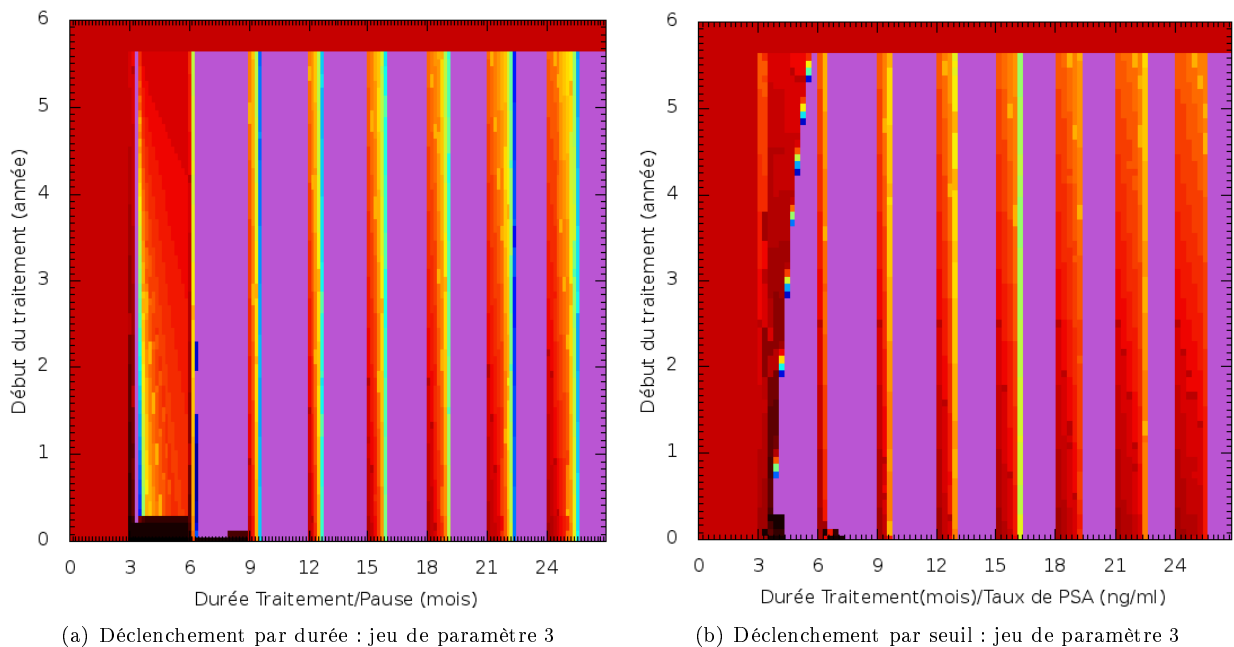 6
5
4
3
2
1
0
Début du traitement (année)
0 3 6 9 12 15 18 21 24
Durée Traitement/Pause (mois)
(a) Déclenchement par durée : jeu de paramètre 3
6
5
4
3
2
1
0
Début du traitement (année)
0 3 6 9 12 15 18 21 24
Durée Traitement(mois)/Taux de PSA (ng/ml)
(b) Déclenchement par seuil : jeu de paramètre 3